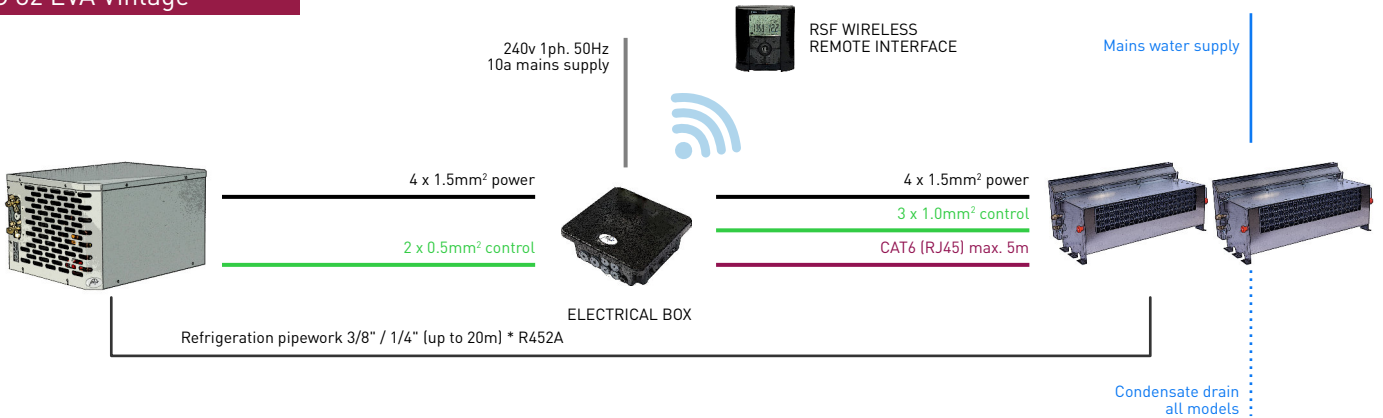 EVA Vintage
240v 1ph. 50Hz
10a mains supply
RSF WIRELESS
REMOTE INTERFACE
Mains water supply
4 x 1.5mm² power
2 x 0.5mm² control
4 x 1.5mm² power
3 x 1.0mm² control
CAT6 (RJ45) max. 5m
ELECTRICAL BOX
Refrigeration pipework 3/8" / 1/4" (up to 20m) * R452A
Condensate drain
all models